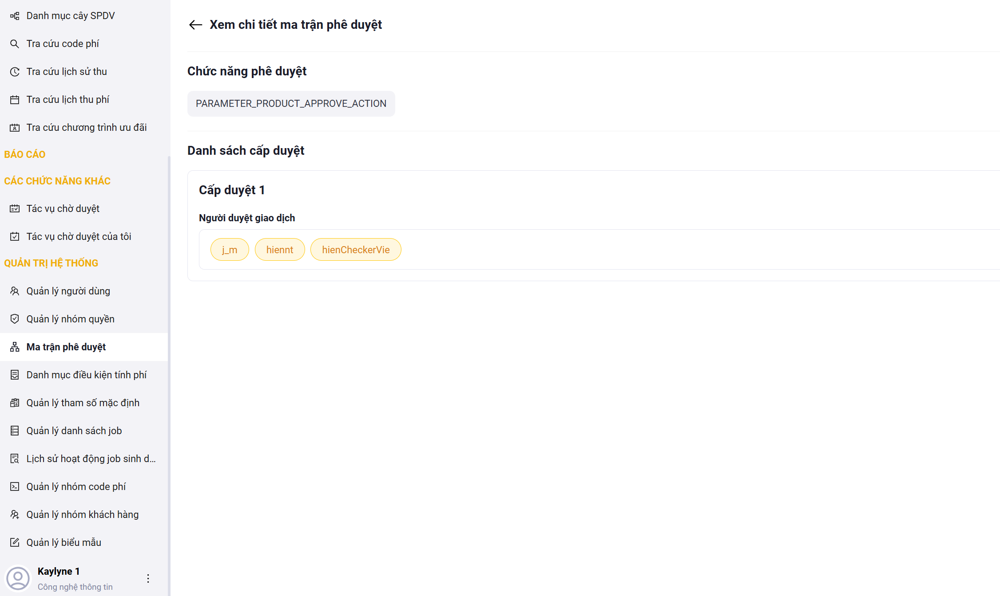 Danh mục cây SPDV
Tra cứu code phí
Tra cứu lịch sử thu
Tra cứu lịch thu phí
Tra cứu chương trình ưu đãi
BÁO CÁO
CÁC CHỨC NĂNG KHÁC
Tác vụ chờ duyệt
Tác vụ chờ duyệt của tôi
QUẢN TRỊ HỆ THỐNG
Quản lý người dùng
Quản lý nhóm quyền
Ma trận phê duyệt
Danh mục điều kiện tính phí
Quản lý tham số mặc định
Quản lý danh sách job
Lịch sử hoạt động job sinh d...
Quản lý nhóm code phí
Quản lý nhóm khách hàng
Quản lý biểu mẫu
Kaylyne 1
Công nghệ thông tin
Xem chi tiết ma trận phê duyệt
Chức năng phê duyệt
PARAMETER_PRODUCT_APPROVE_ACTION
Danh sách cấp duyệt
Cấp duyệt 1
Người duyệt giao dịch
j_m hiennt hienCheckerVie